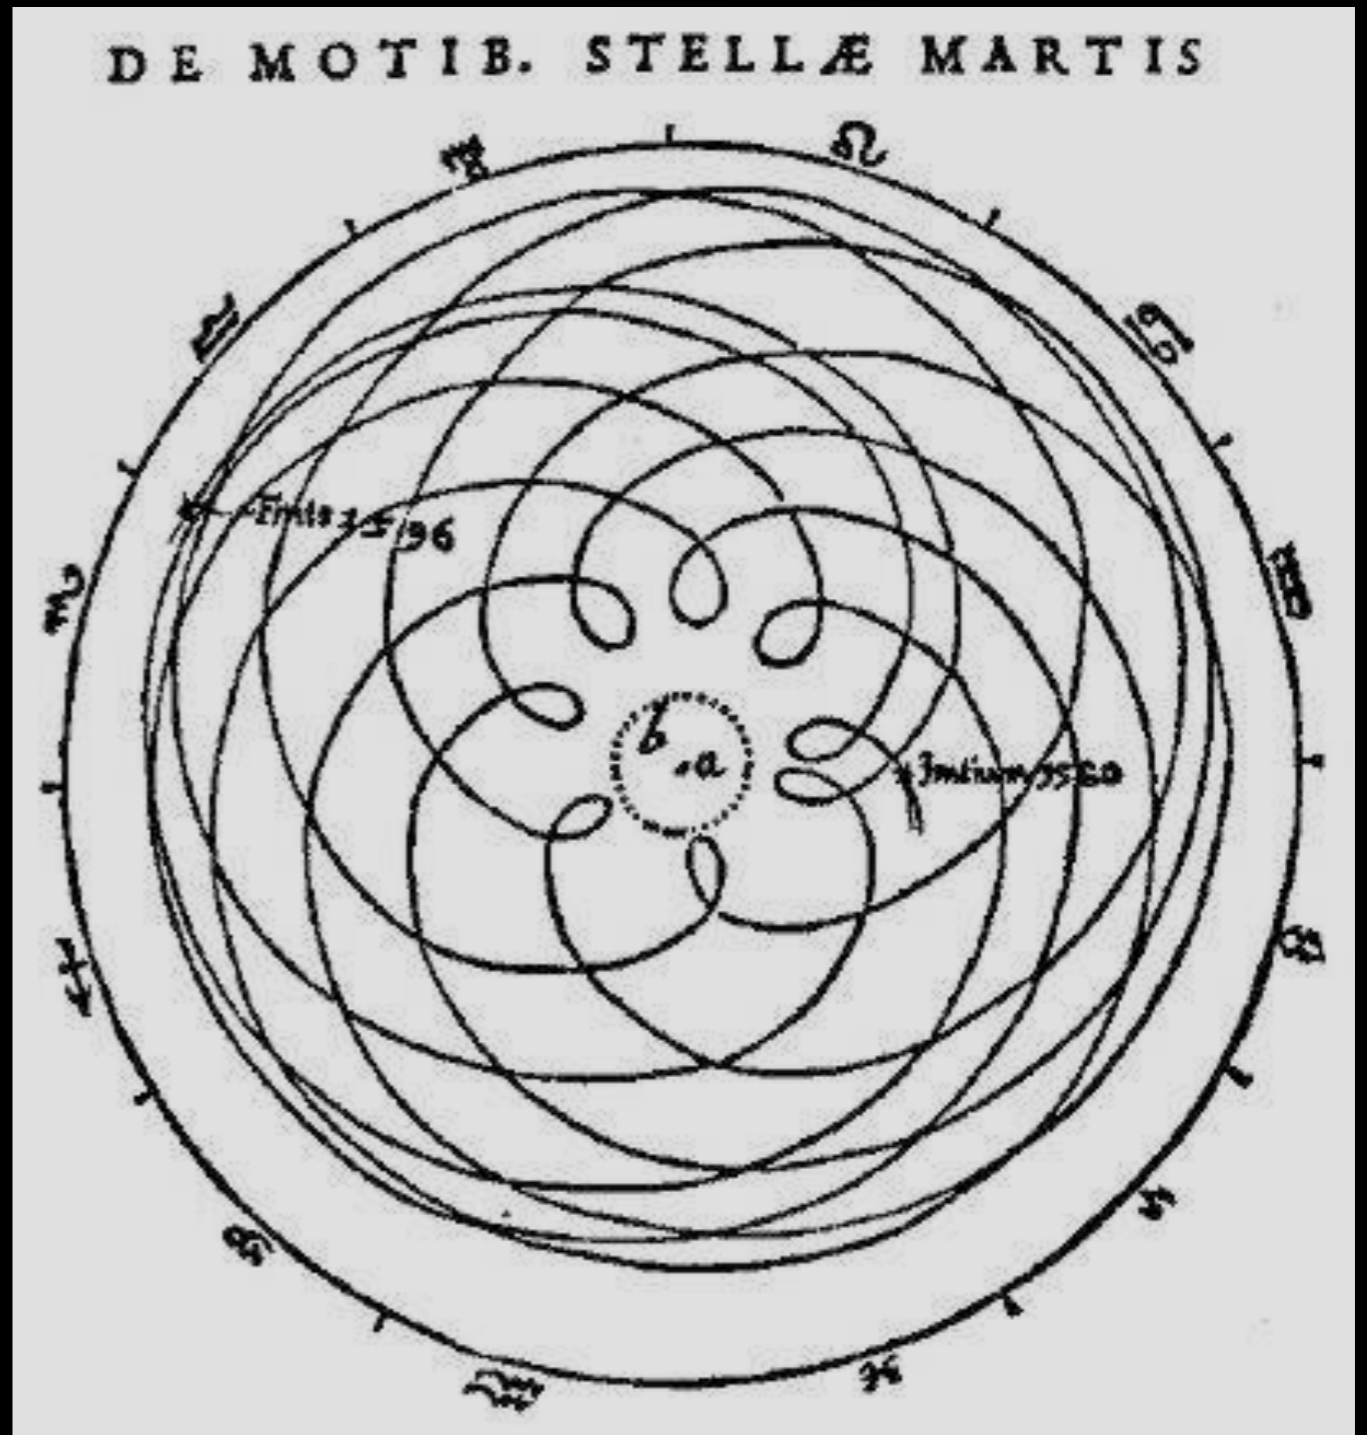 DE MOTIB. STELLÆ MARTIS
♌
♍
♋
♎
Finis 1596
♊
♏
b
a
Initium 1580
♉
♐
♈
♑
♓
♒